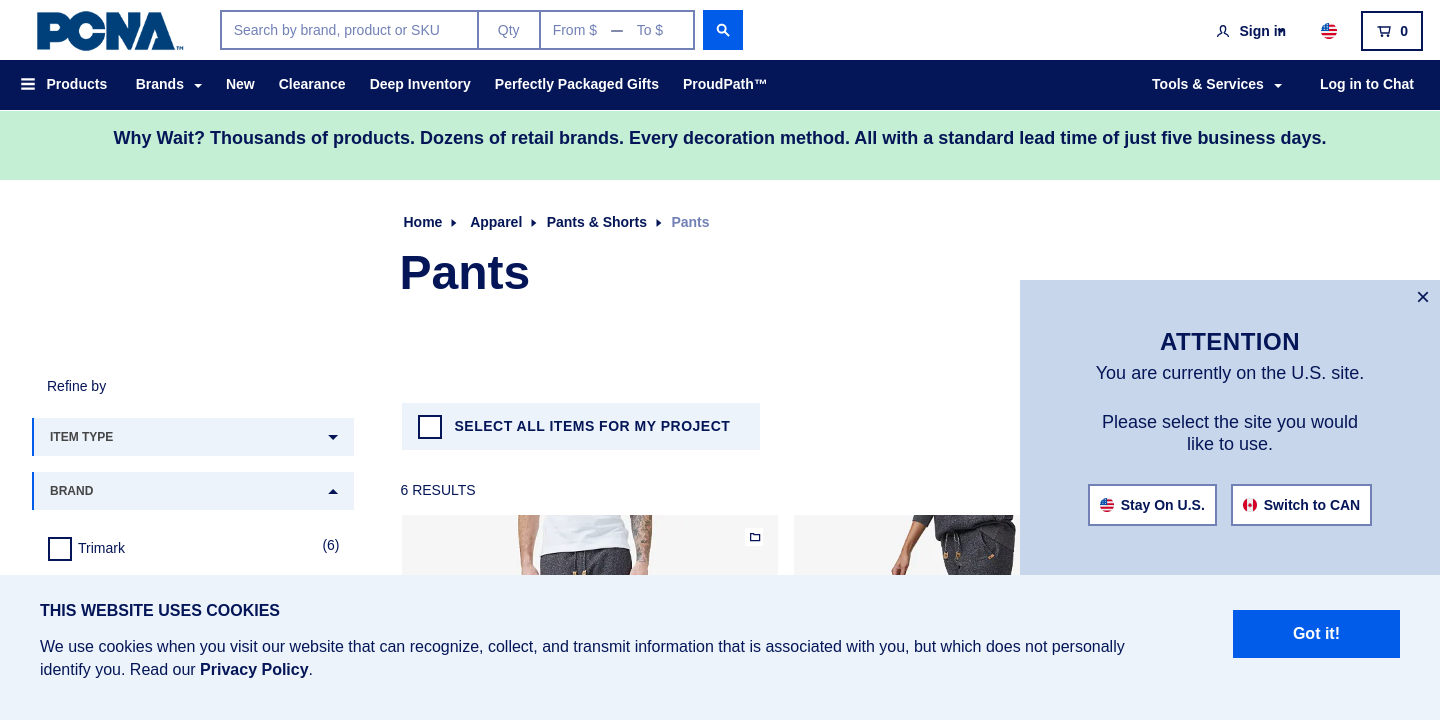 PCNA™
Search by brand, product or SKU
Qty
From $ — To $
Sign in
0
Products
Brands
New
Clearance
Deep Inventory
Perfectly Packaged Gifts
ProudPath™
Tools & Services
Log in to Chat
Why Wait? Thousands of products. Dozens of retail brands. Every decoration method. All with a standard lead time of just five business days.
Home
Apparel
Pants & Shorts
Pants
Pants
ATTENTION
You are currently on the U.S. site.
Please select the site you would
like to use.
Stay On U.S.
Switch to CAN
Refine by
ITEM TYPE
BRAND
Trimark
(6)
SELECT ALL ITEMS FOR MY PROJECT
6 RESULTS
THIS WEBSITE USES COOKIES
We use cookies when you visit our website that can recognize, collect, and transmit information that is associated with you, but which does not personally
identify you. Read our Privacy Policy.
Got it!